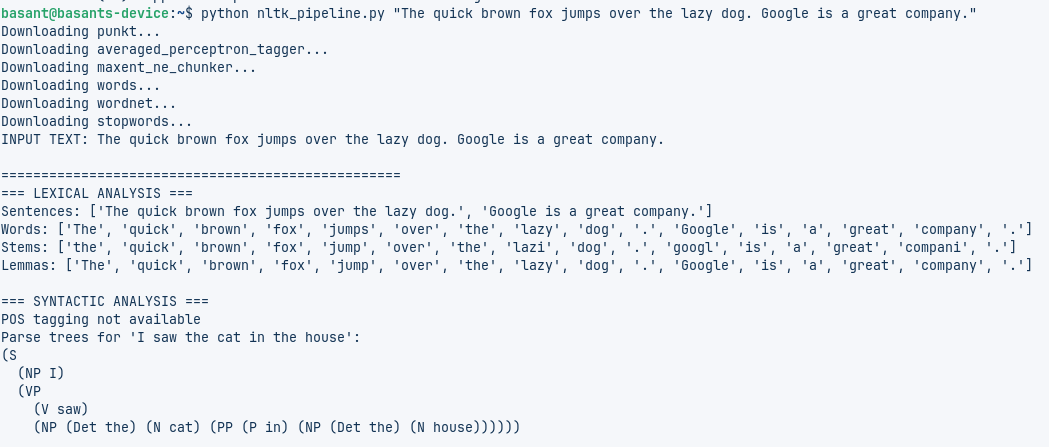 basant@basants-device:~$ python nltk_pipeline.py "The quick brown fox jumps over the lazy dog. Google is a great company."
Downloading punkt...
Downloading averaged_perceptron_tagger...
Downloading maxent_ne_chunker...
Downloading words...
Downloading wordnet...
Downloading stopwords...
INPUT TEXT: The quick brown fox jumps over the lazy dog. Google is a great company.
==================================================
=== LEXICAL ANALYSIS ===
Sentences: ['The quick brown fox jumps over the lazy dog.', 'Google is a great company.']
Words: ['The', 'quick', 'brown', 'fox', 'jumps', 'over', 'the', 'lazy', 'dog', '.', 'Google', 'is', 'a', 'great', 'company', '.']
Stems: ['the', 'quick', 'brown', 'fox', 'jump', 'over', 'the', 'lazi', 'dog', '.', 'googl', 'is', 'a', 'great', 'compani', '.']
Lemmas: ['The', 'quick', 'brown', 'fox', 'jump', 'over', 'the', 'lazy', 'dog', '.', 'Google', 'is', 'a', 'great', 'company', '.']
=== SYNTACTIC ANALYSIS ===
POS tagging not available
Parse trees for 'I saw the cat in the house':
(S
  (NP I)
  (VP
    (V saw)
    (NP (Det the) (N cat) (PP (P in) (NP (Det the) (N house))))))